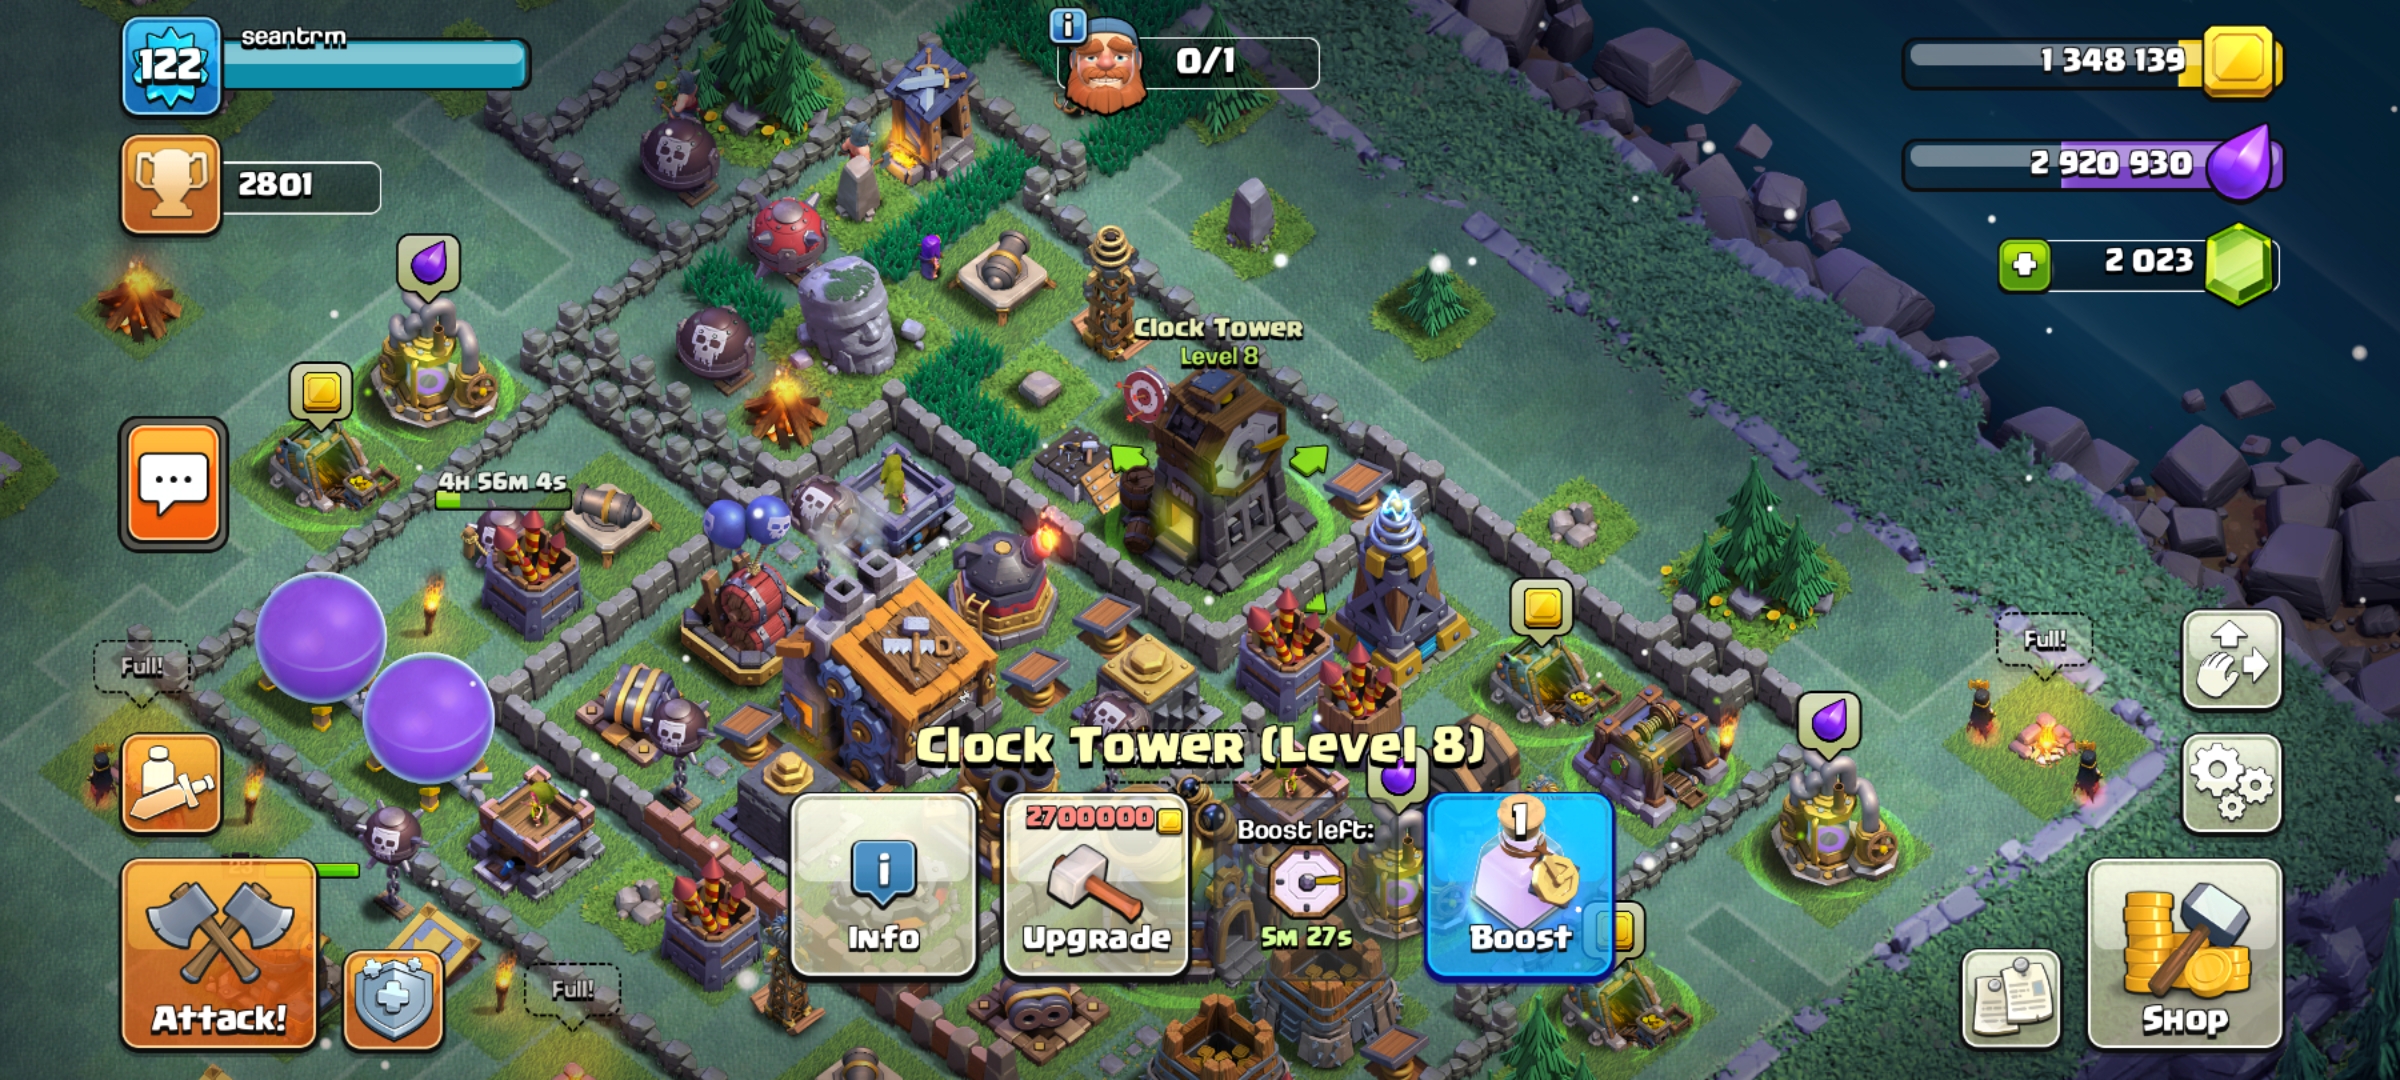 seantrm
122
0/1
1 348 139
2 920 930
2801
2 023
Clock Tower
Level 8
4H 56M 4s
Full!
Full!
Clock Tower (Level 8)
2700000
Boost left:
1
Info
Upgrade
5M 27s
Boost
Full!
Attack!
Shop